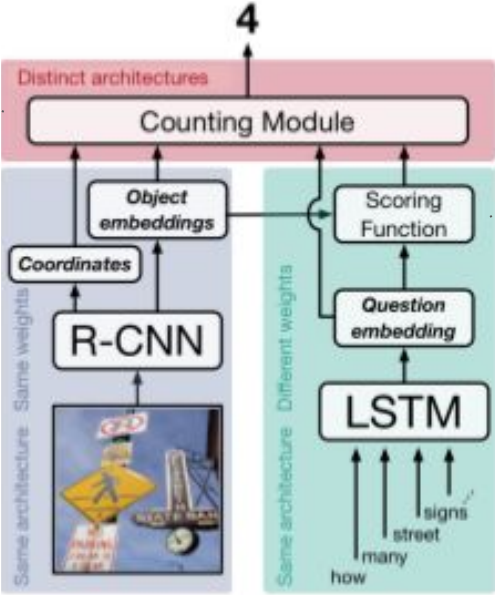 4
Distinct architectures
Counting Module
Object
embeddings
Scoring
Function
Coordinates
Question
embedding
R-CNN
LSTM
Same architecture Same weights
Same architecture Different weights
how
many
street
signs